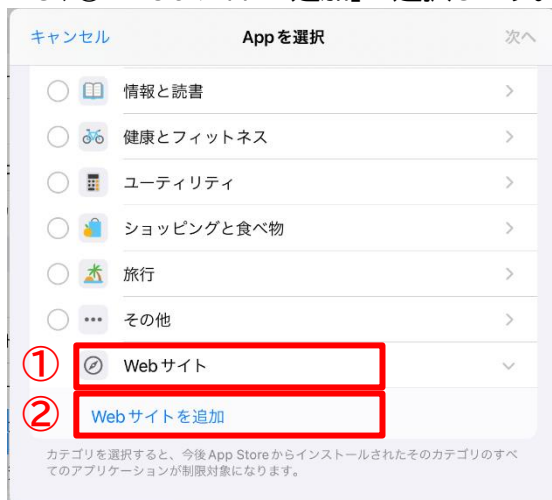 キャンセル Appを選択 次へ
情報と読書
健康とフィットネス
ユーティリティ
ショッピングと食べ物
旅行
その他
① Webサイト
② Webサイトを追加
カテゴリを選択すると、今後App Storeからインストールされたそのカテゴリのすべ
てのアプリケーションが制限対象になります。